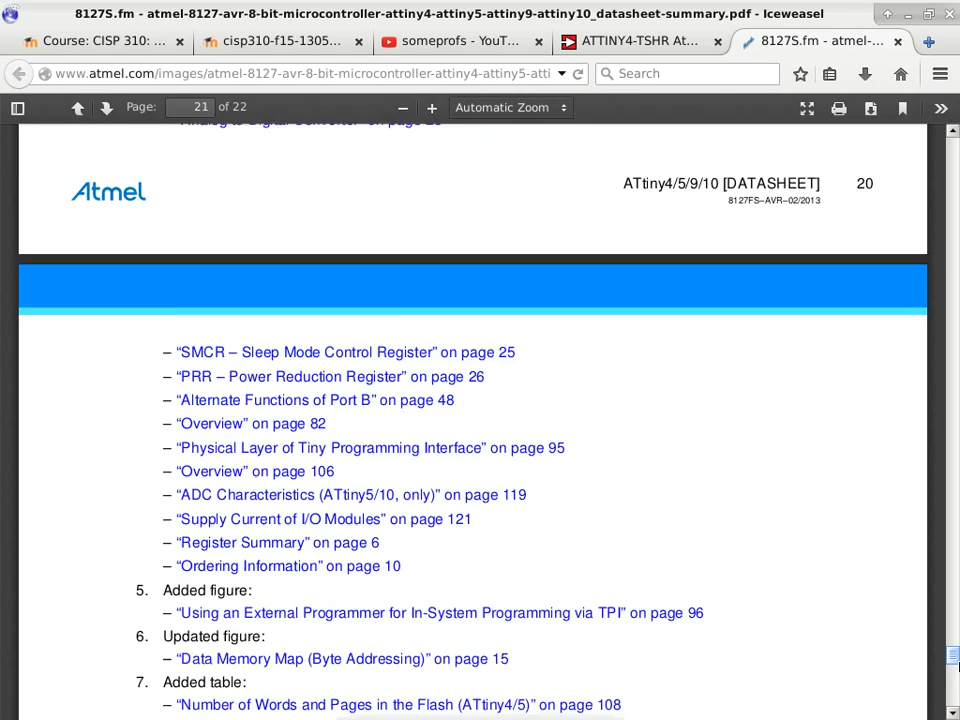 8127S.fm - atmel-8127-avr-8-bit-microcontroller-attiny4-attiny5-attiny9-attiny10_datasheet-summary.pdf - Iceweasel
Course: CISP 310: ...
cisp310-f15-1305...
someprofs - YouT...
ATTINY4-TSHR At...
8127S.fm - atmel-...
www.atmel.com/images/atmel-8127-avr-8-bit-microcontroller-attiny4-attiny5-atti
Search
Page: 21 of 22
Automatic Zoom
Atmel
ATtiny4/5/9/10 [DATASHEET] 20
8127FS–AVR–02/2013
– “SMCR – Sleep Mode Control Register” on page 25
– “PRR – Power Reduction Register” on page 26
– “Alternate Functions of Port B” on page 48
– “Overview” on page 82
– “Physical Layer of Tiny Programming Interface” on page 95
– “Overview” on page 106
– “ADC Characteristics (ATtiny5/10, only)” on page 119
– “Supply Current of I/O Modules” on page 121
– “Register Summary” on page 6
– “Ordering Information” on page 10
5. Added figure:
– “Using an External Programmer for In-System Programming via TPI” on page 96
6. Updated figure:
– “Data Memory Map (Byte Addressing)” on page 15
7. Added table:
– “Number of Words and Pages in the Flash (ATtiny4/5)” on page 108